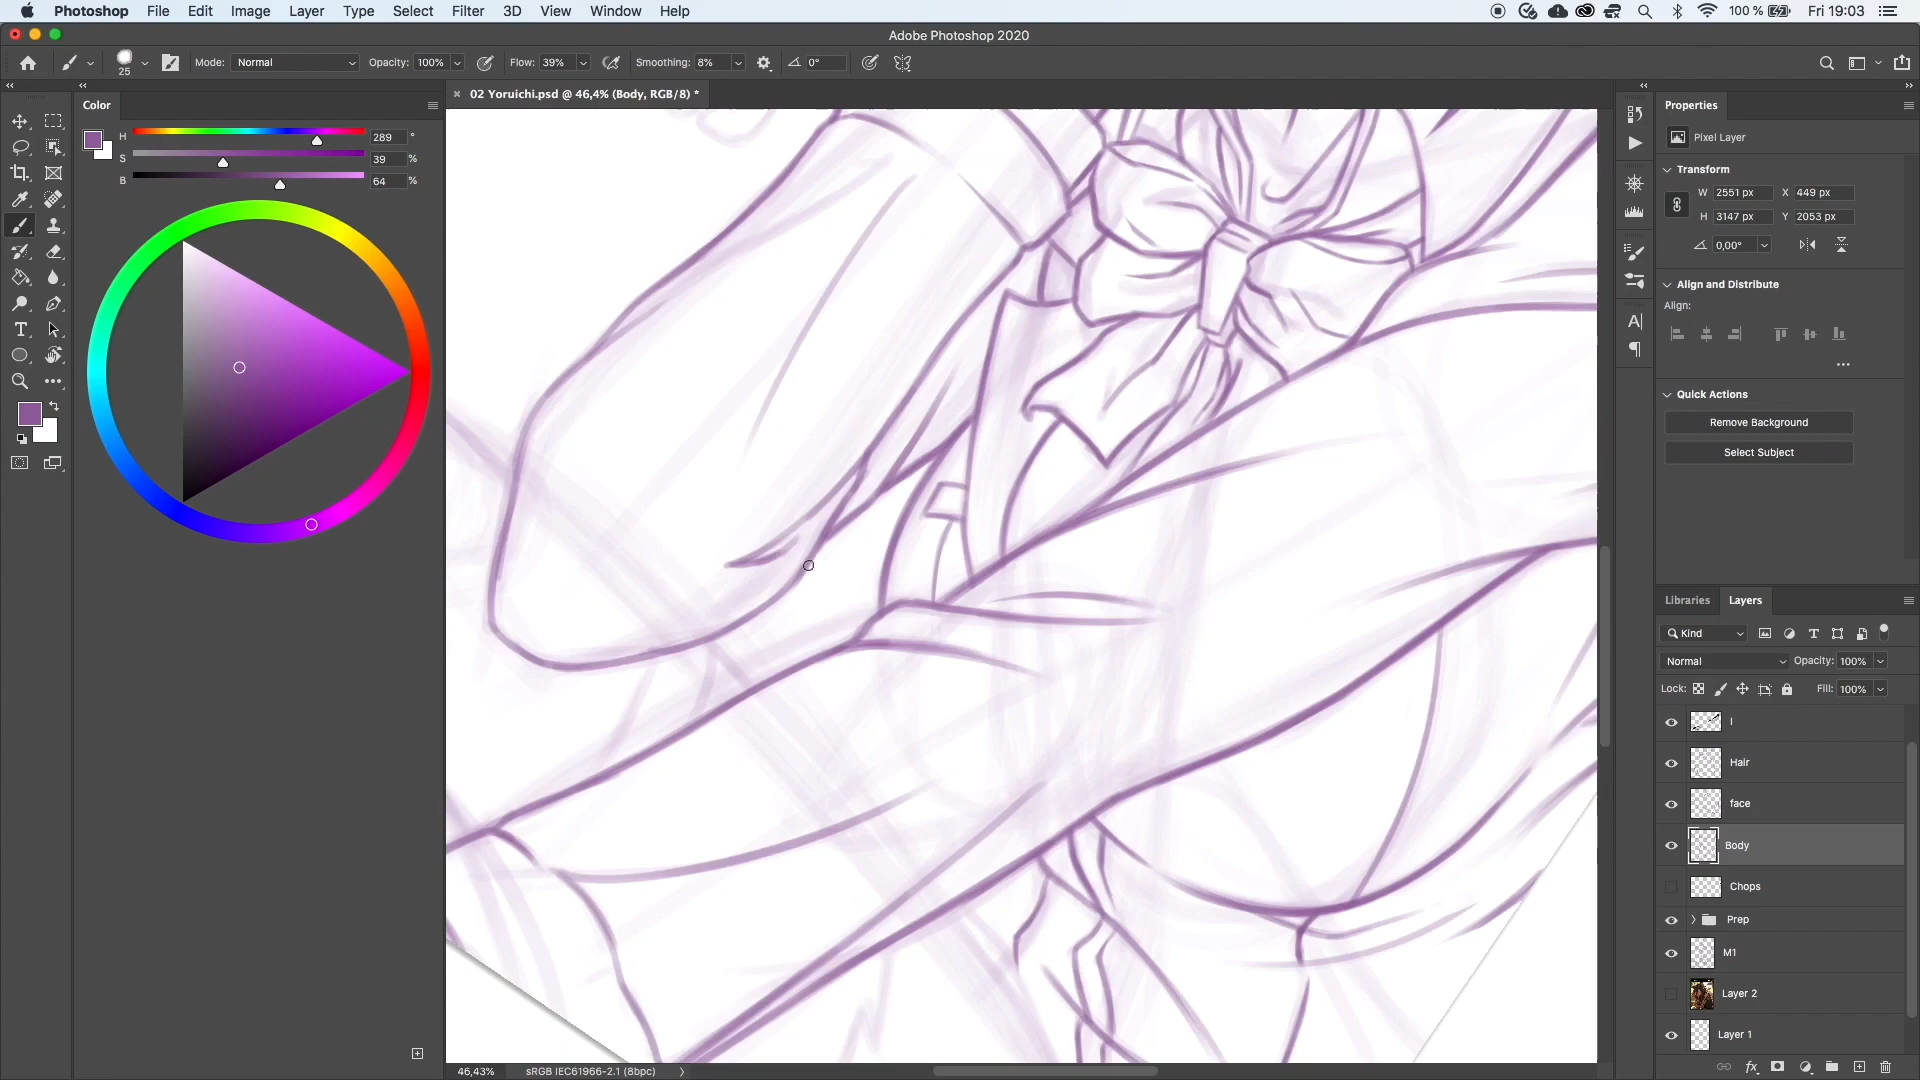 Photoshop File Edit Image Layer Type Select Filter 3D View Window Help 100 % Fri 19:03
Adobe Photoshop 2020
25 Mode: Normal Opacity: 100% Flow: 39% Smoothing: 8% 0°
Color
02 Yoruichi.psd @ 46,4% (Body, RGB/8) *
H 289 °
S 39 %
B 64 %
Properties
Pixel Layer
Transform
W 2551 px X 449 px
H 3147 px Y 2053 px
0,00°
Align and Distribute
Align:
Quick Actions
Remove Background
Select Subject
Libraries Layers
Kind
Normal Opacity: 100%
Lock: Fill: 100%
I
Hair
face
Body
Chops
Prep
M1
Layer 2
Layer 1
46,43% sRGB IEC61966-2.1 (8bpc)